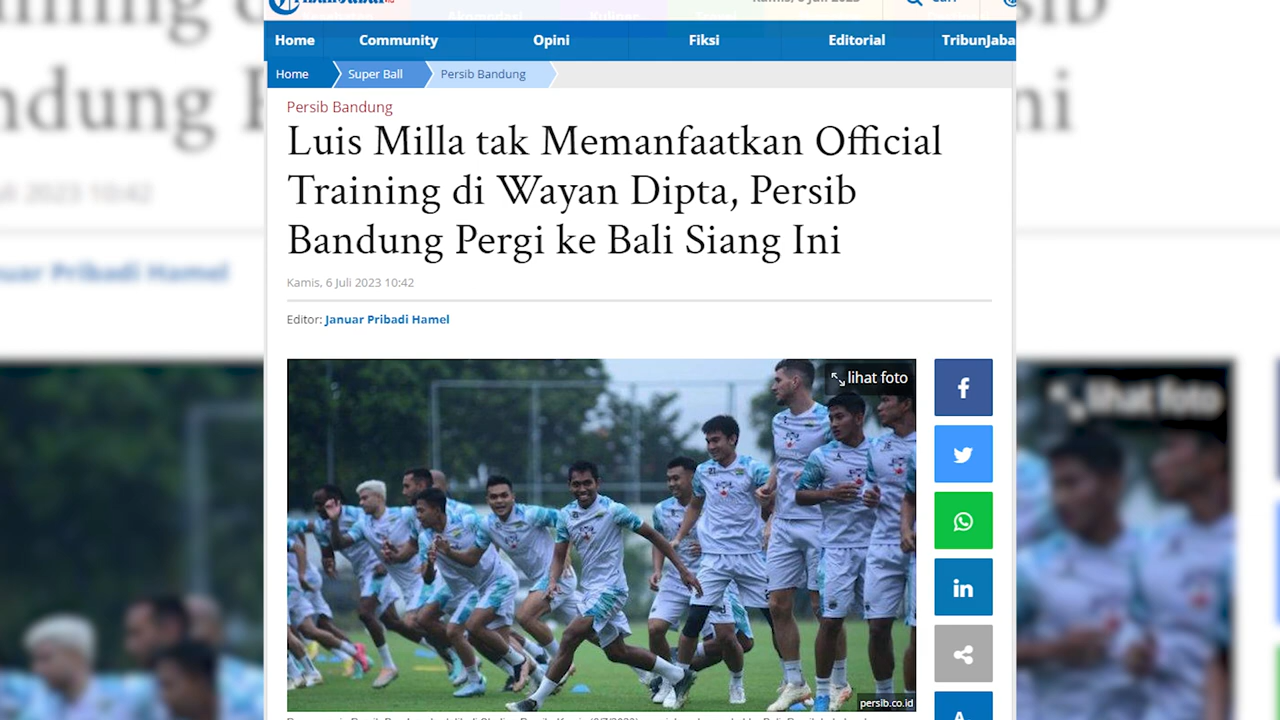 Home Community Opini Fiksi Editorial TribunJaba
Home Super Ball Persib Bandung
Persib Bandung
Luis Milla tak Memanfaatkan Official
Training di Wayan Dipta, Persib
Bandung Pergi ke Bali Siang Ini
Kamis, 6 Juli 2023 10:42
Editor: Januar Pribadi Hamel
lihat foto
persib.co.id